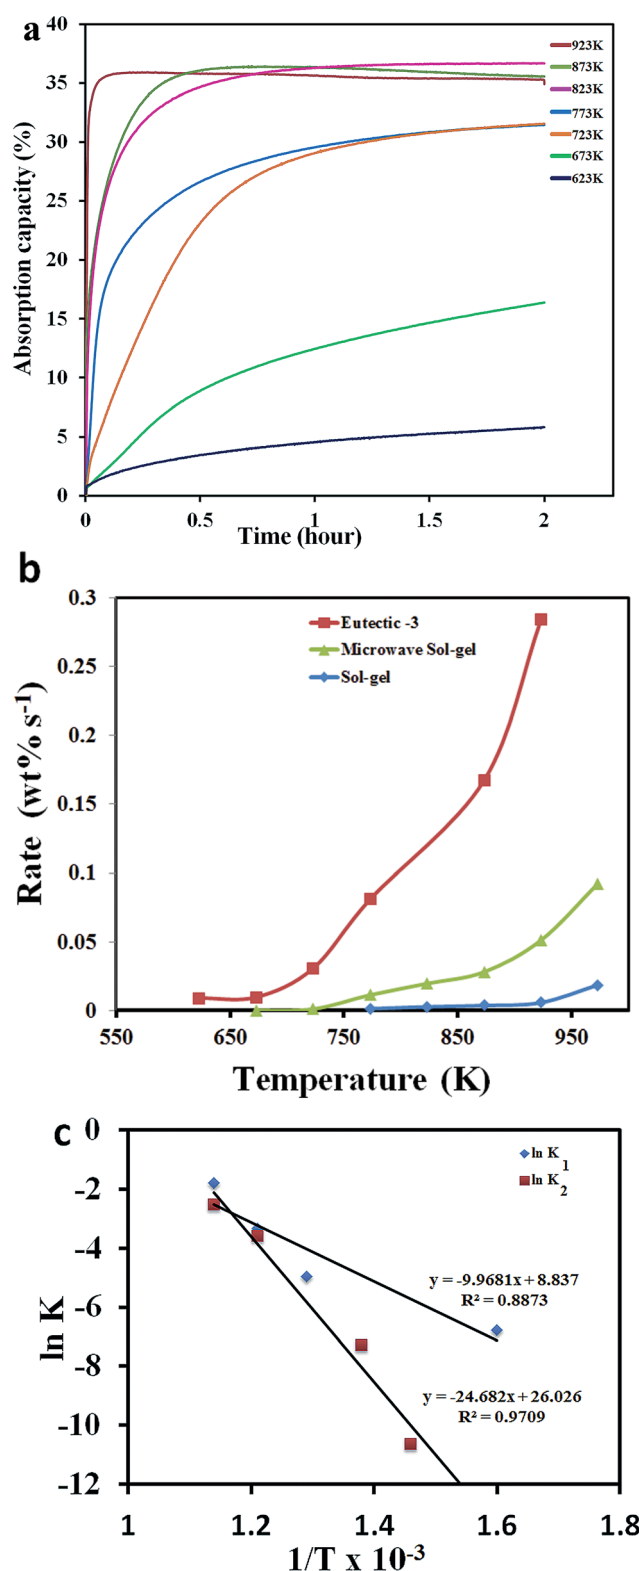 a
40
35
30
25
20
15
10
5
0
Absorption capacity (%)
923K
873K
823K
773K
723K
673K
623K
0 0.5 1 1.5 2
Time (hour)
b
0.3
0.25
0.2
0.15
0.1
0.05
0
Rate (wt% s-1)
Eutectic -3
Microwave Sol-gel
Sol-gel
550 650 750 850 950
Temperature (K)
c
0
-2
-4
-6
-8
-10
-12
ln K
ln K1
ln K2
y = -9.9681x + 8.837
R² = 0.8873
y = -24.682x + 26.026
R² = 0.9709
1 1.2 1.4 1.6 1.8
1/T x 10-3